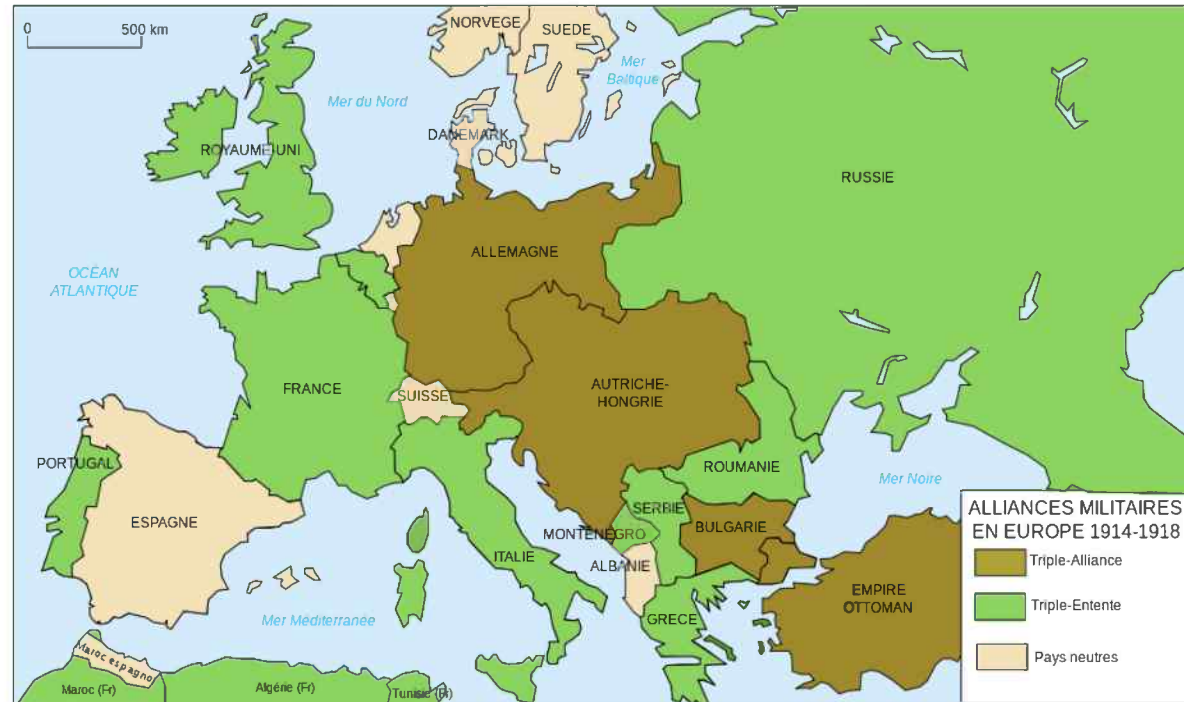 0 500 km
NORVEGE
SUEDE
Mer
Baltique
Mer du Nord
DANEMARK
ROYAUME-UNI
RUSSIE
ALLEMAGNE
OCÉAN
ATLANTIQUE
FRANCE
SUISSE
AUTRICHE-
HONGRIE
PORTUGAL
ROUMANIE
Mer Noire
ESPAGNE
SERBIE
BULGARIE
MONTENEGRO
ITALIE
ALBANIE
EMPIRE
OTTOMAN
GRECE
Mer Méditerranée
Maroc espagnol
Maroc (Fr)
Algérie (Fr)
Tunisie (Fr)
ALLIANCES MILITAIRES
EN EUROPE 1914-1918
Triple-Alliance
Triple-Entente
Pays neutres